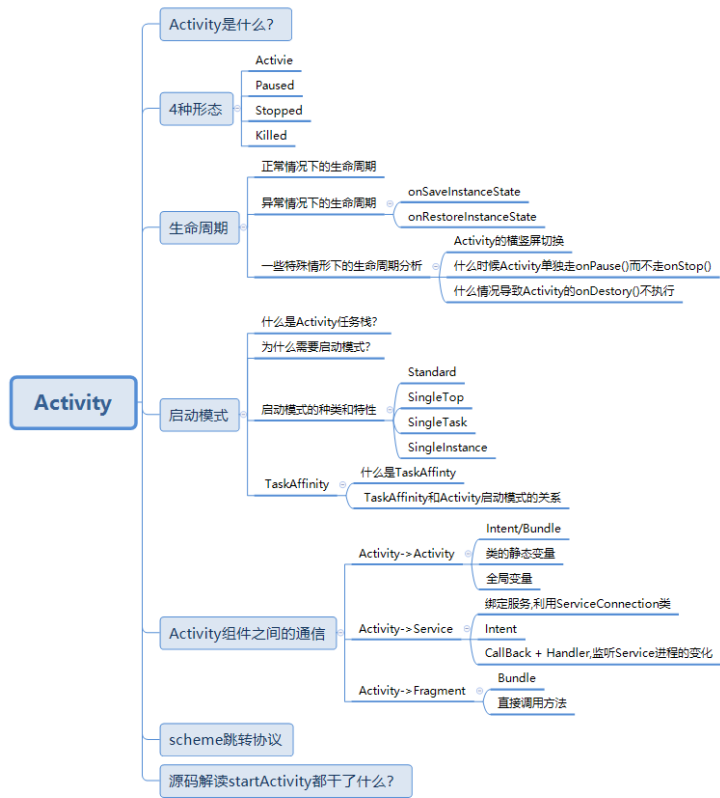 Activity
Activity是什么？
4种形态
Activie
Paused
Stopped
Killed
生命周期
正常情况下的生命周期
异常情况下的生命周期
onSaveInstanceState
onRestoreInstanceState
一些特殊情形下的生命周期分析
Activity的横竖屏切换
什么时候Activity单独走onPause()而不走onStop()
什么情况导致Activity的onDestory()不执行
启动模式
什么是Activity任务栈？
为什么需要启动模式？
启动模式的种类和特性
Standard
SingleTop
SingleTask
SingleInstance
TaskAffinity
什么是TaskAffinty
TaskAffinity和Activity启动模式的关系
Activity组件之间的通信
Activity->Activity
Intent/Bundle
类的静态变量
全局变量
Activity->Service
绑定服务,利用ServiceConnection类
Intent
CallBack + Handler,监听Service进程的变化
Activity->Fragment
Bundle
直接调用方法
scheme跳转协议
源码解读startActivity都干了什么？